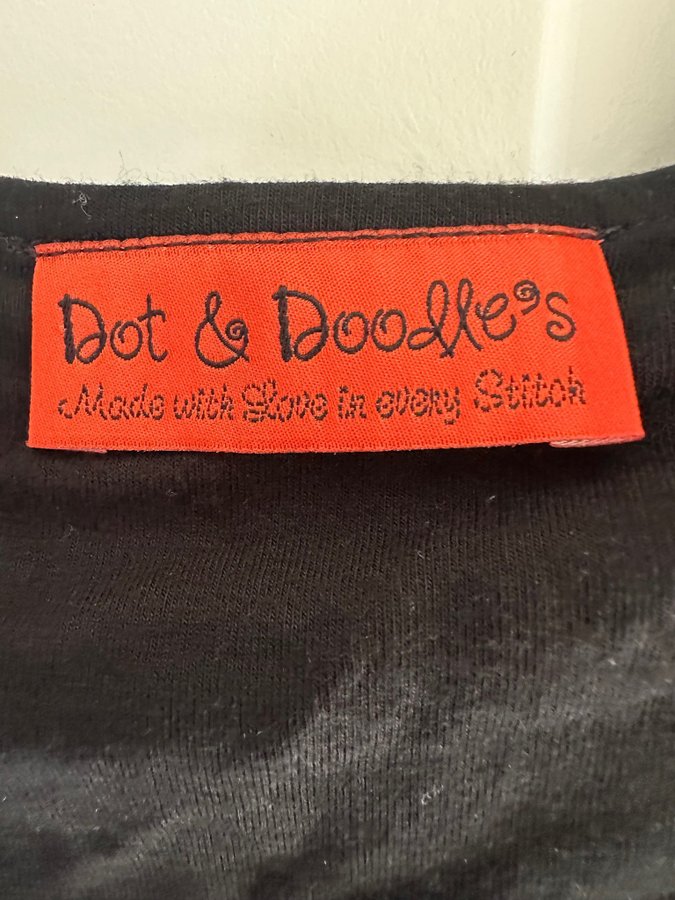 Dot & Doodle's
Made with Love in every Stitch